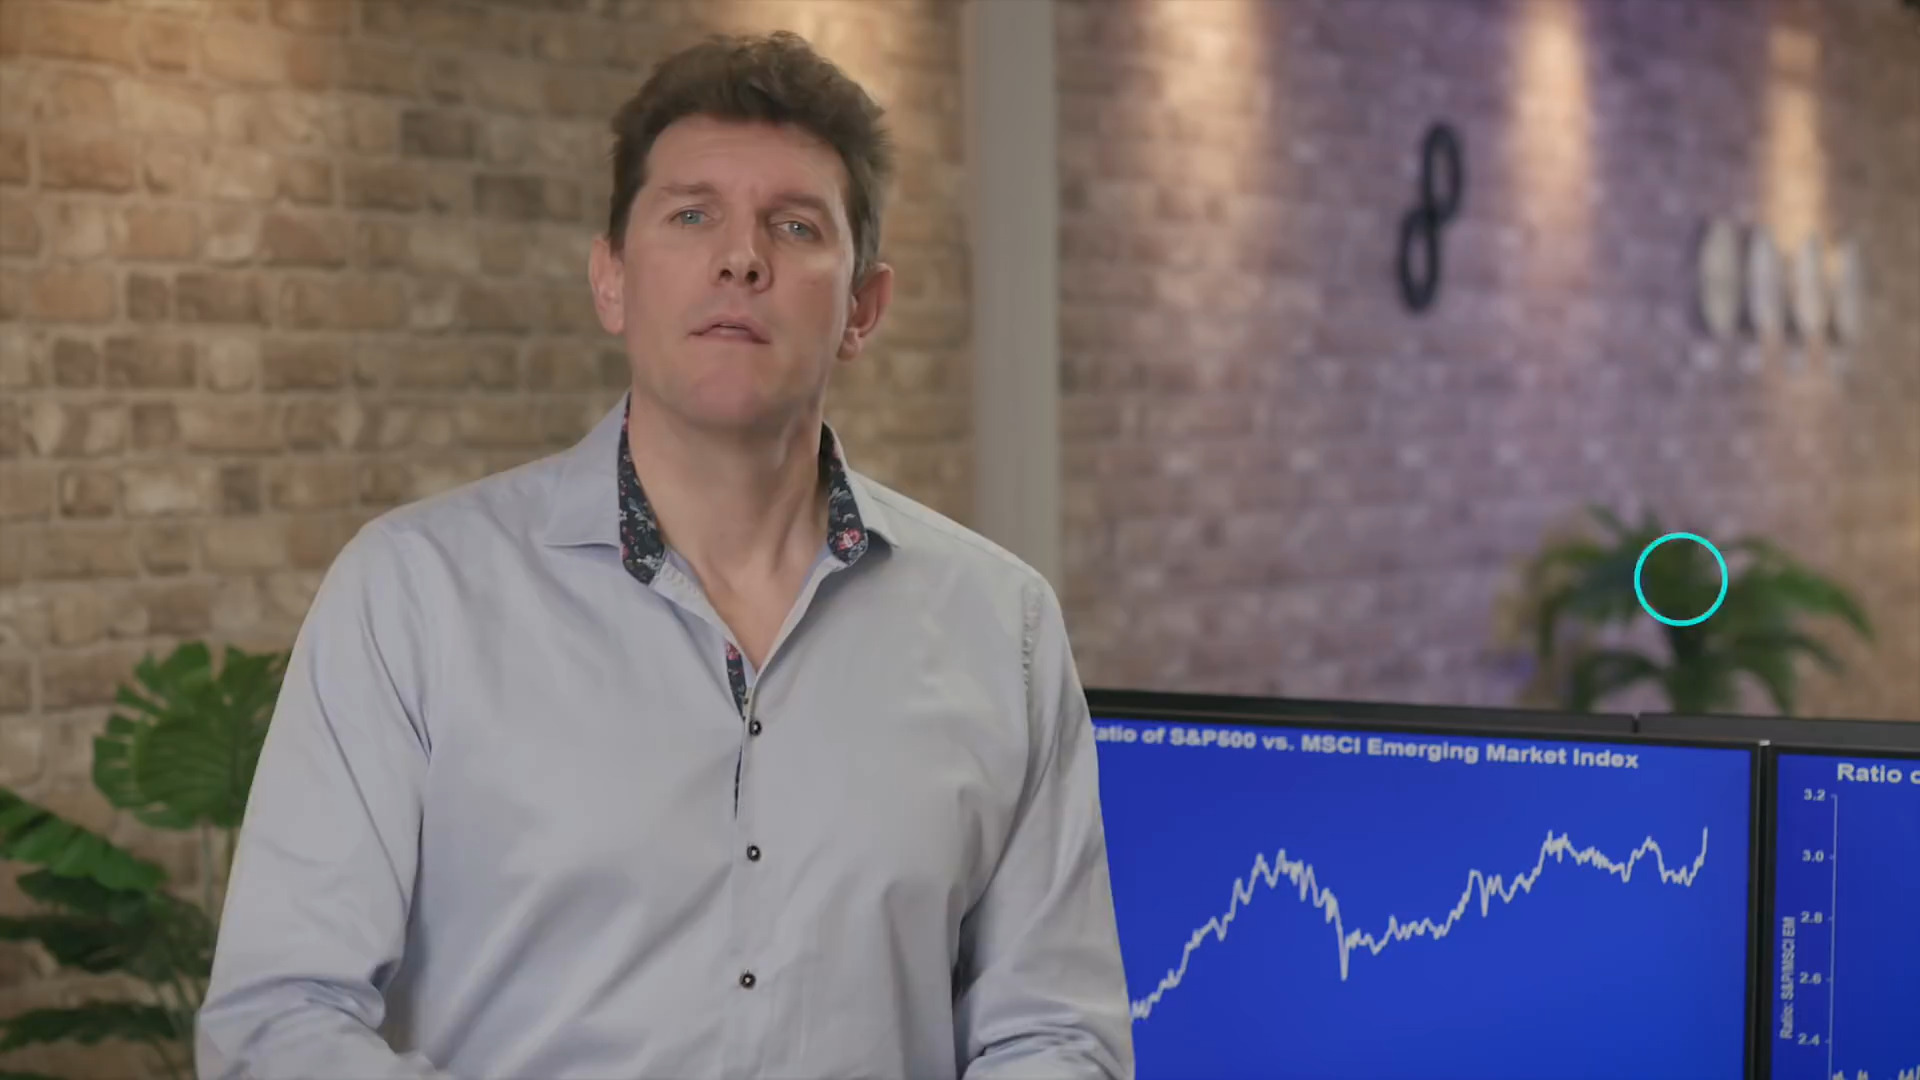 8
atio of S&P500 vs. MSCI Emerging Market Index
Ratio
3.2
3.0
2.8
2.6
2.4
Ratio: S&P/MSCI EM